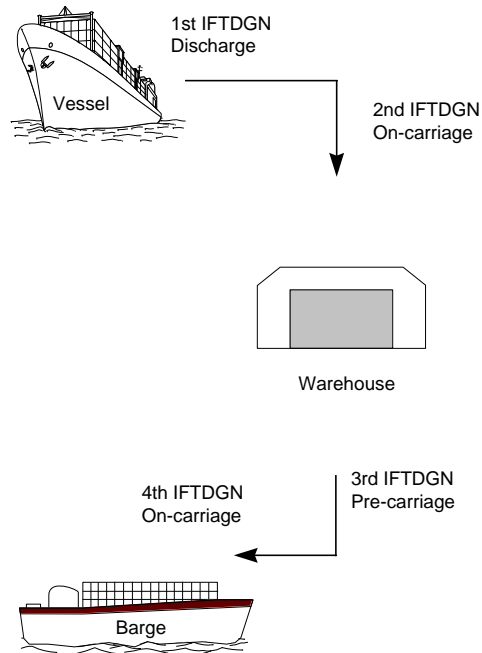 1st IFTDGN
Discharge
Vessel
2nd IFTDGN
On-carriage
Warehouse
3rd IFTDGN
Pre-carriage
4th IFTDGN
On-carriage
Barge